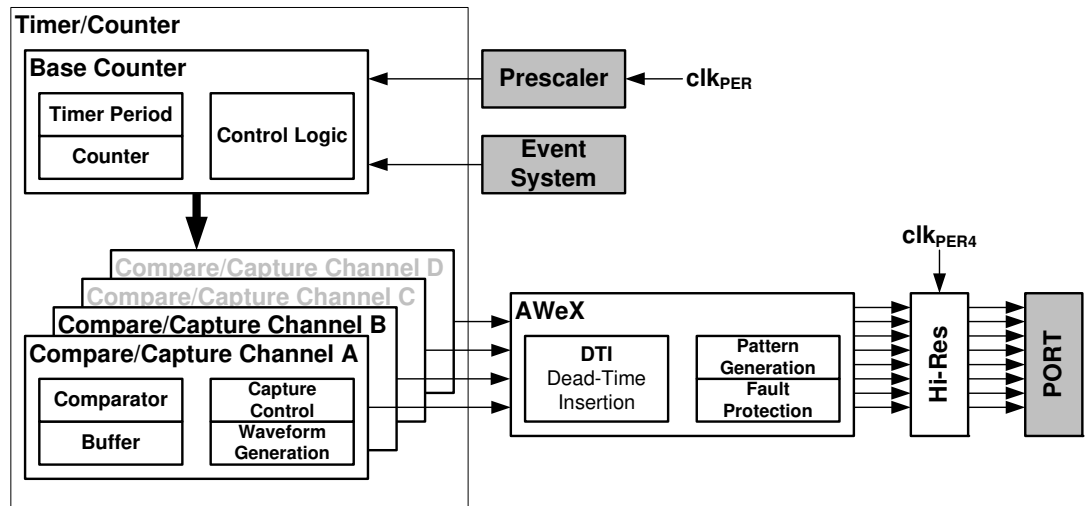 Timer/Counter
Base Counter
Timer Period
Counter
Control Logic
Prescaler
clkPER
Event
System
Compare/Capture Channel D
Compare/Capture Channel C
Compare/Capture Channel B
Compare/Capture Channel A
Comparator
Buffer
Capture
Control
Waveform
Generation
AWeX
DTI
Dead-Time
Insertion
Pattern
Generation
Fault
Protection
clkPER4
Hi-Res
PORT